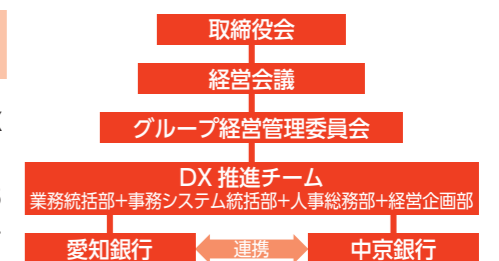 取締役会
経営会議
グループ経営管理委員会
DX 推進チーム
業務統括部+事務システム統括部+人事総務部+経営企画部
愛知銀行 連携 中京銀行